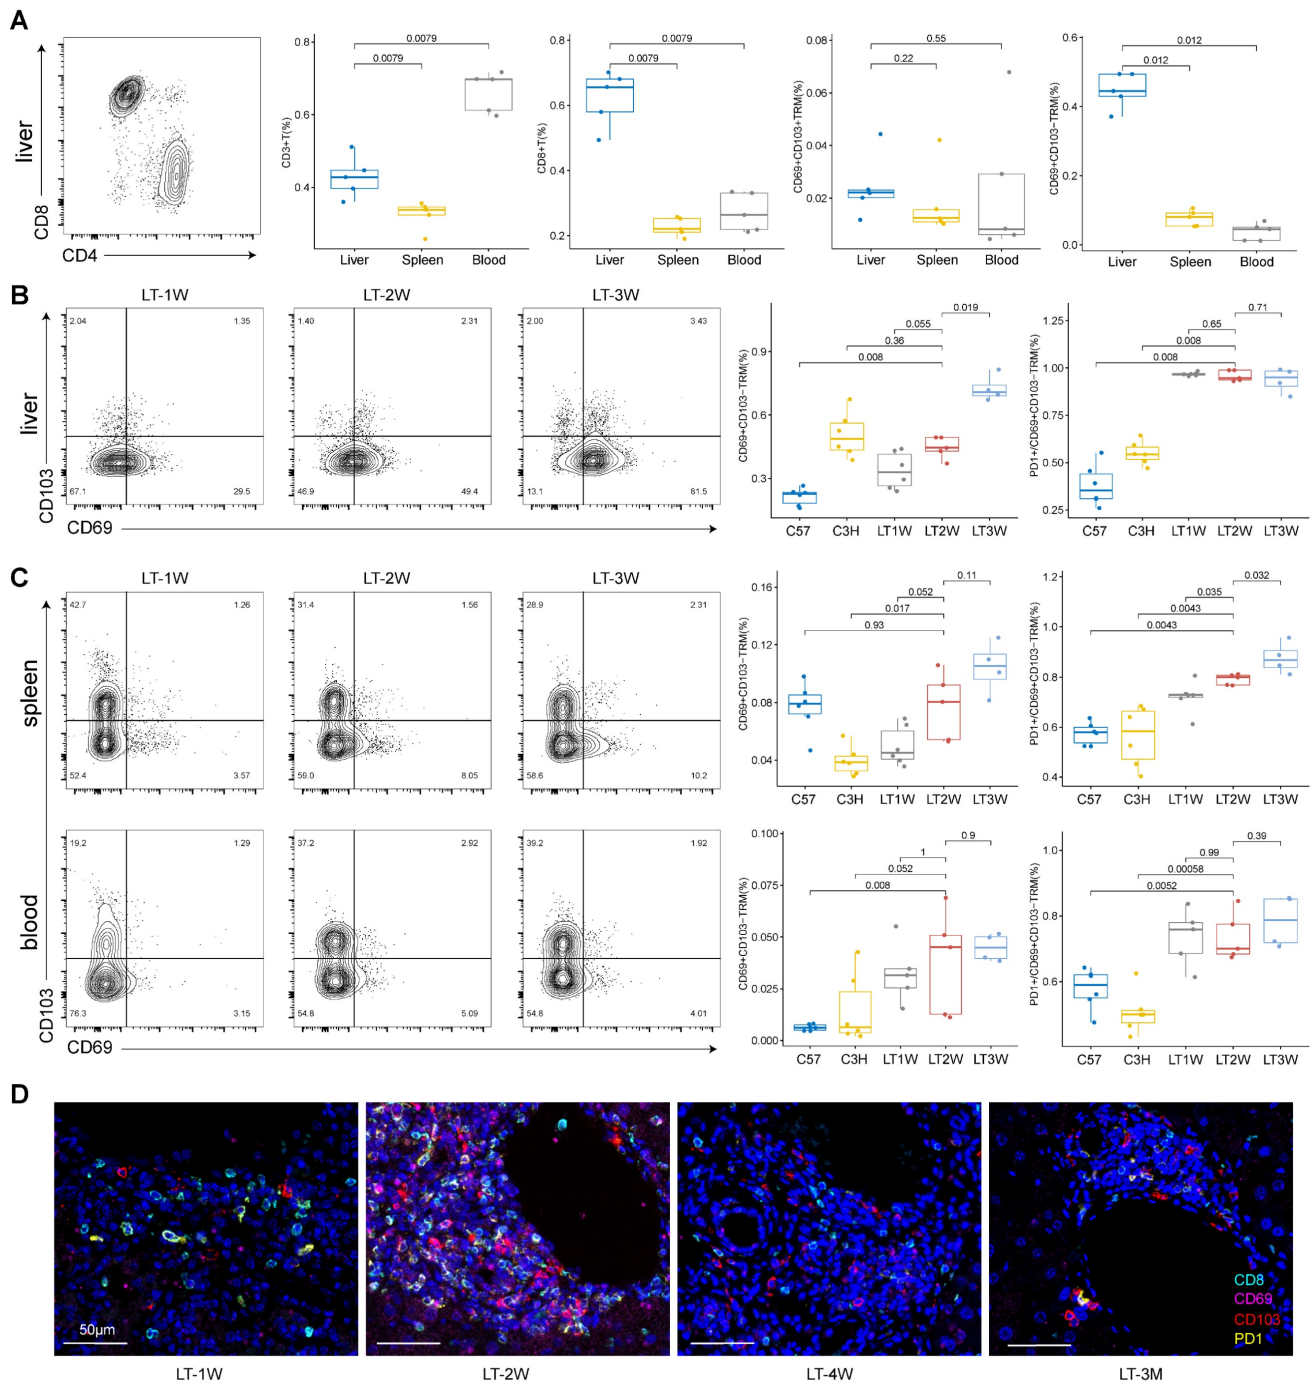 A
liver
CD8
CD4
CD3+T(%)
0.8
0.6
0.4
0.0079
0.0079
Liver
Spleen
Blood
CD8+T(%)
0.8
0.6
0.4
0.2
0.0079
0.0079
Liver
Spleen
Blood
CD69+CD103+TRM(%)
0.08
0.06
0.04
0.02
0.55
0.22
Liver
Spleen
Blood
CD69+CD103−TRM(%)
0.6
0.4
0.2
0.0
0.012
0.012
Liver
Spleen
Blood
B
LT-1W
LT-2W
LT-3W
liver
CD103
CD69
2.04
1.35
67.1
29.5
1.40
2.31
46.9
49.4
2.00
3.43
13.1
81.5
CD69+CD103−TRM(%)
0.9
0.6
0.3
0.019
0.055
0.36
0.008
C57
C3H
LT1W
LT2W
LT3W
PD1+/CD69+CD103−TRM(%)
1.25
1.00
0.75
0.50
0.25
0.71
0.65
0.008
0.008
C57
C3H
LT1W
LT2W
LT3W
C
LT-1W
LT-2W
LT-3W
spleen
42.7
1.26
52.4
3.57
31.4
1.56
59.0
8.05
28.9
2.31
58.6
10.2
CD69+CD103−TRM(%)
0.16
0.12
0.08
0.04
0.11
0.052
0.017
0.93
C57
C3H
LT1W
LT2W
LT3W
PD1+/CD69+CD103−TRM(%)
1.2
1.0
0.8
0.6
0.4
0.032
0.035
0.0043
0.0043
C57
C3H
LT1W
LT2W
LT3W
blood
CD103
CD69
19.2
1.29
76.3
3.15
37.2
2.92
54.8
5.09
39.2
1.92
54.8
4.01
CD69+CD103−TRM(%)
0.100
0.075
0.050
0.025
0.000
0.9
1
0.052
0.008
C57
C3H
LT1W
LT2W
LT3W
PD1+/CD69+CD103−TRM(%)
1.0
0.8
0.6
0.39
0.99
0.00058
0.0052
C57
C3H
LT1W
LT2W
LT3W
D
50μm
CD8
CD69
CD103
PD1
LT-1W
LT-2W
LT-4W
LT-3M